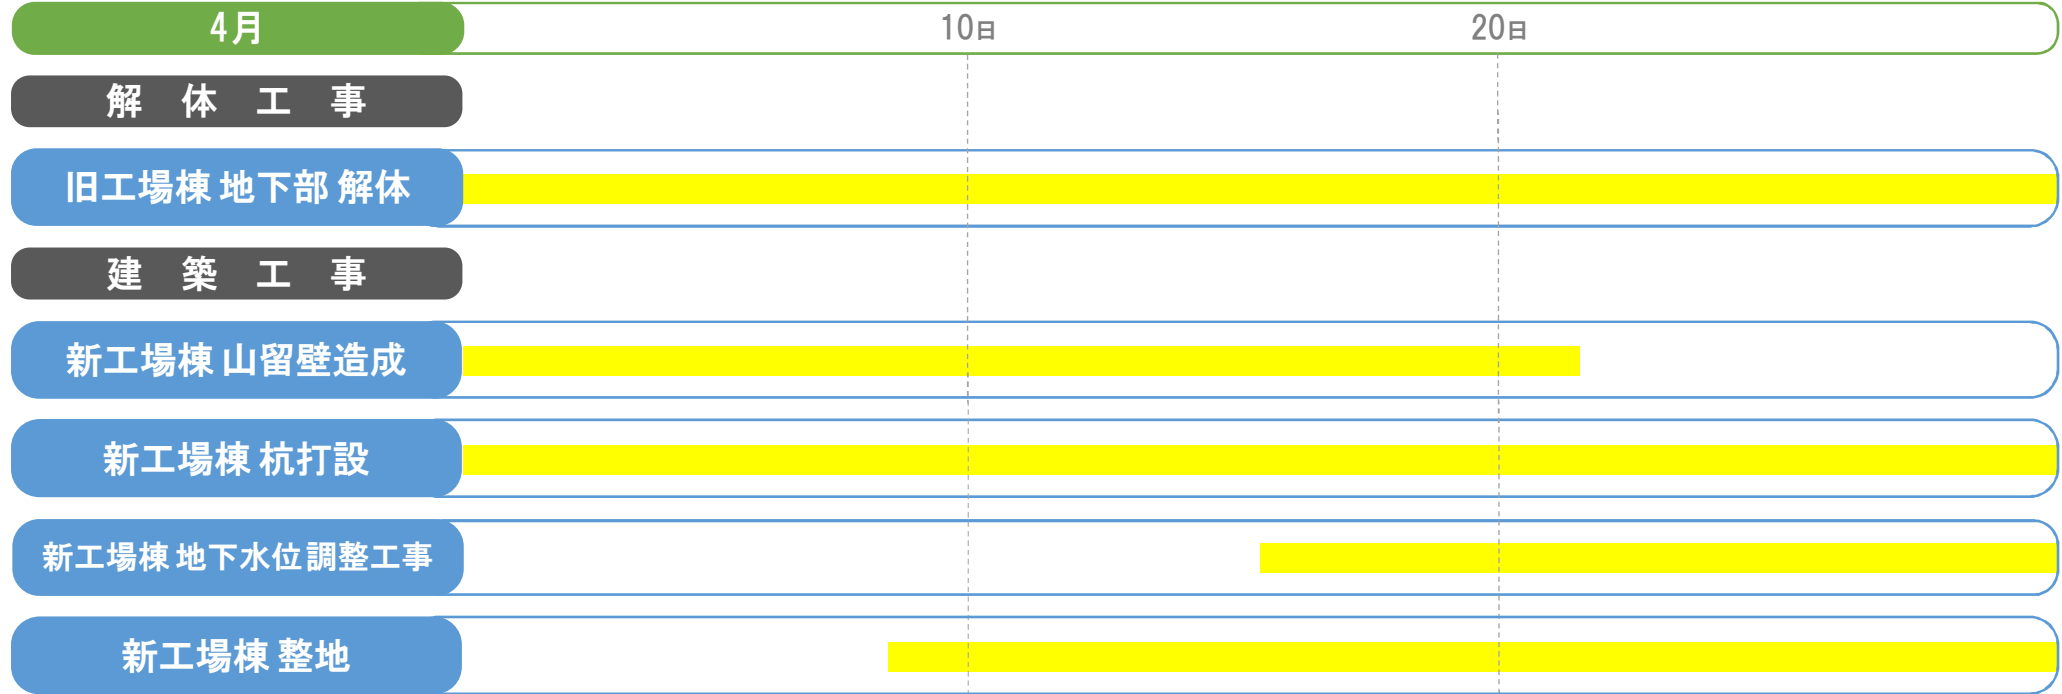 4月 10日 20日
解 体 工 事
旧工場棟 地下部 解体
建 築 工 事
新工場棟 山留壁造成
新工場棟 杭打設
新工場棟 地下水位調整工事
新工場棟 整地